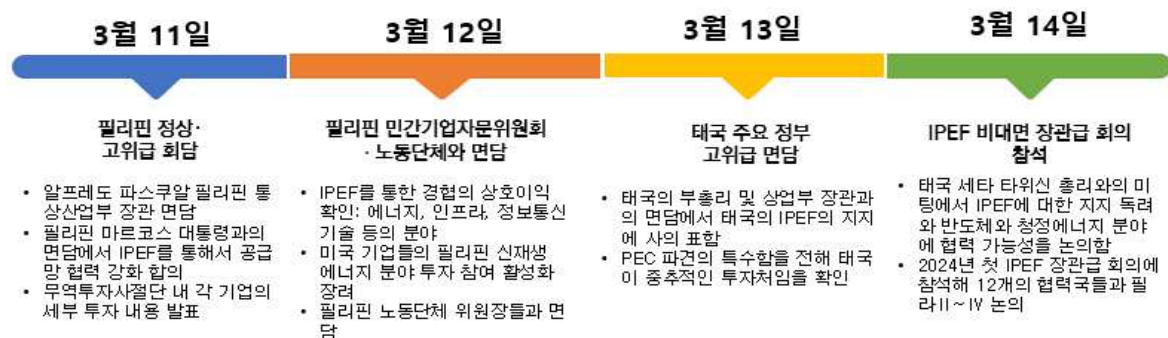 3월 11일
3월 12일
3월 13일
3월 14일
필리핀 정상·
고위급 회담
• 알프레도 파스쿠알 필리핀 통
상산업부 장관 면담
• 필리핀 마르코스 대통령과의
면담에서 IPEF를 통해서 공급
망 협력 강화 합의
• 무역투자사절단 내 각 기업의
세부 투자 내용 발표
필리핀 민간기업자문위원회
· 노동단체와 면담
• IPEF를 통한 경협의 상호이익
확인: 에너지, 인프라, 정보통신
기술 등의 분야
• 미국 기업들의 필리핀 신재생
에너지 분야 투자 참여 활성화
장려
• 필리핀 노동단체 위원장들과 면
담
태국 주요 정부
고위급 면담
• 태국의 부총리 및 상업부 장관과
의 면담에서 태국의 IPEF의 지지
에 사의 표함
• PEC 파견의 특수함을 전해 태국
이 중추적인 투자처임을 확인
IPEF 비대면 장관급 회의
참석
• 태국 세타 타위신 총리와의 미
팅에서 IPEF에 대한 지지 독려
와 반도체와 청정에너지 분야
에 협력 가능성을 논의함
• 2024년 첫 IPEF 장관급 회의에
참석해 12개의 협력국들과 필
라II~IV 논의